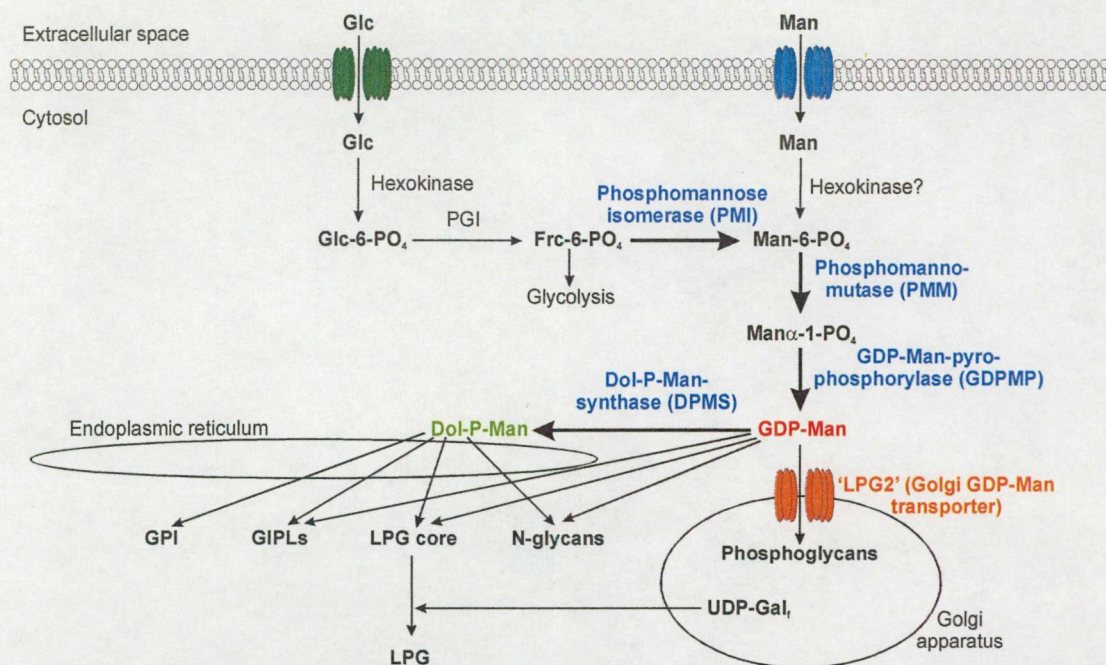 Extracellular space
Glc
Man
Cytosol
Glc
Man
Hexokinase
Hexokinase?
Phosphomannose
isomerase (PMI)
Glc-6-PO₄
PGI
Frc-6-PO₄
Man-6-PO₄
Glycolysis
Phosphomanno-
mutase (PMM)
Manα-1-PO₄
GDP-Man-pyro-
phosphorylase (GDPMP)
Dol-P-Man-
synthase (DPMS)
Endoplasmic reticulum
Dol-P-Man
GDP-Man
'LPG2' (Golgi GDP-Man
transporter)
GPI
GIPLs
LPG core
N-glycans
Phosphoglycans
UDP-Galf
Golgi
apparatus
LPG